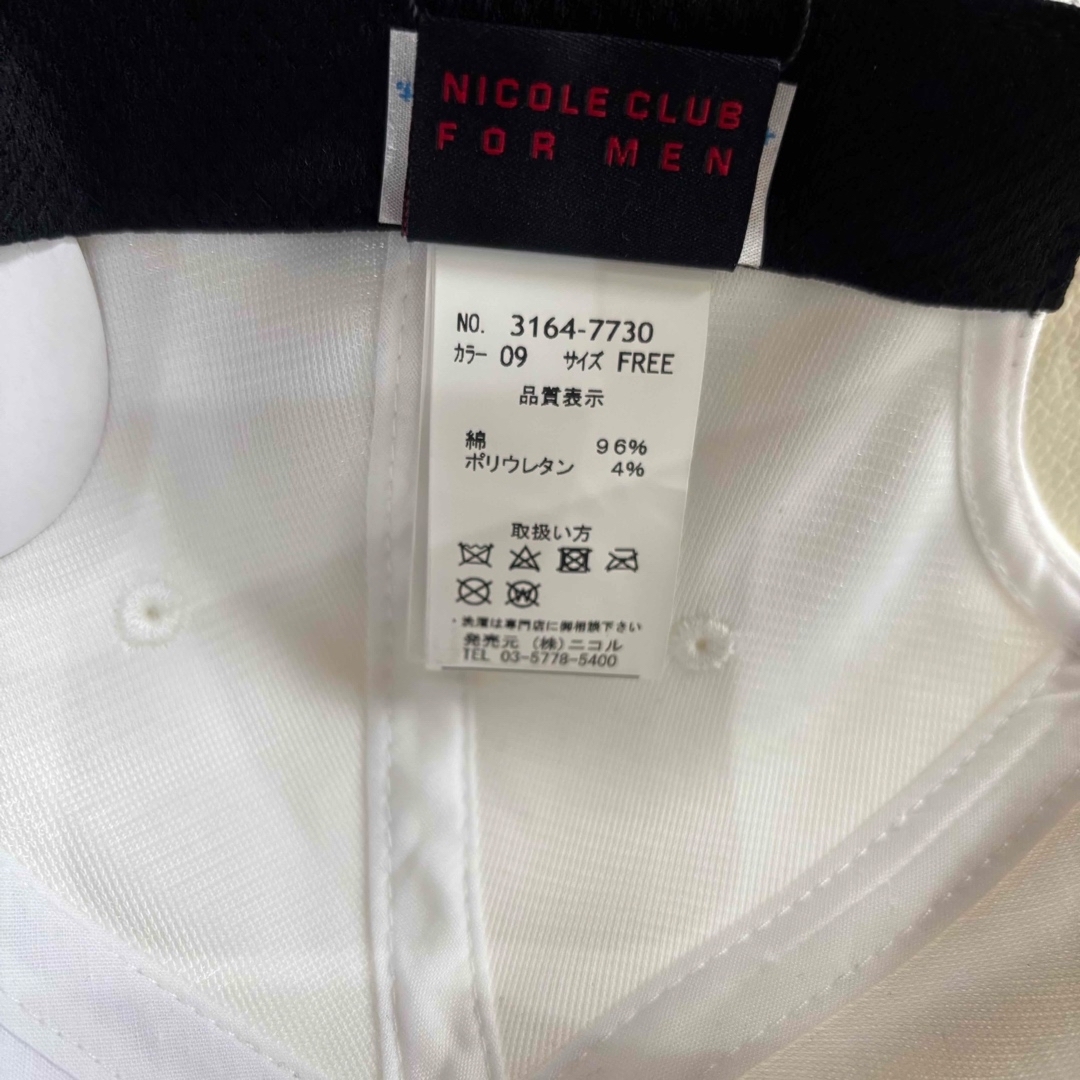 NICOLE CLUB
FOR MEN
NO. 3164-7730
カラー 09 サイズ FREE
品質表示
綿 96%
ポリウレタン 4%
取扱い方
W
・洗濯は専門店に御相談下さい
発売元 (株)ニコル
TEL 03-5778-5400